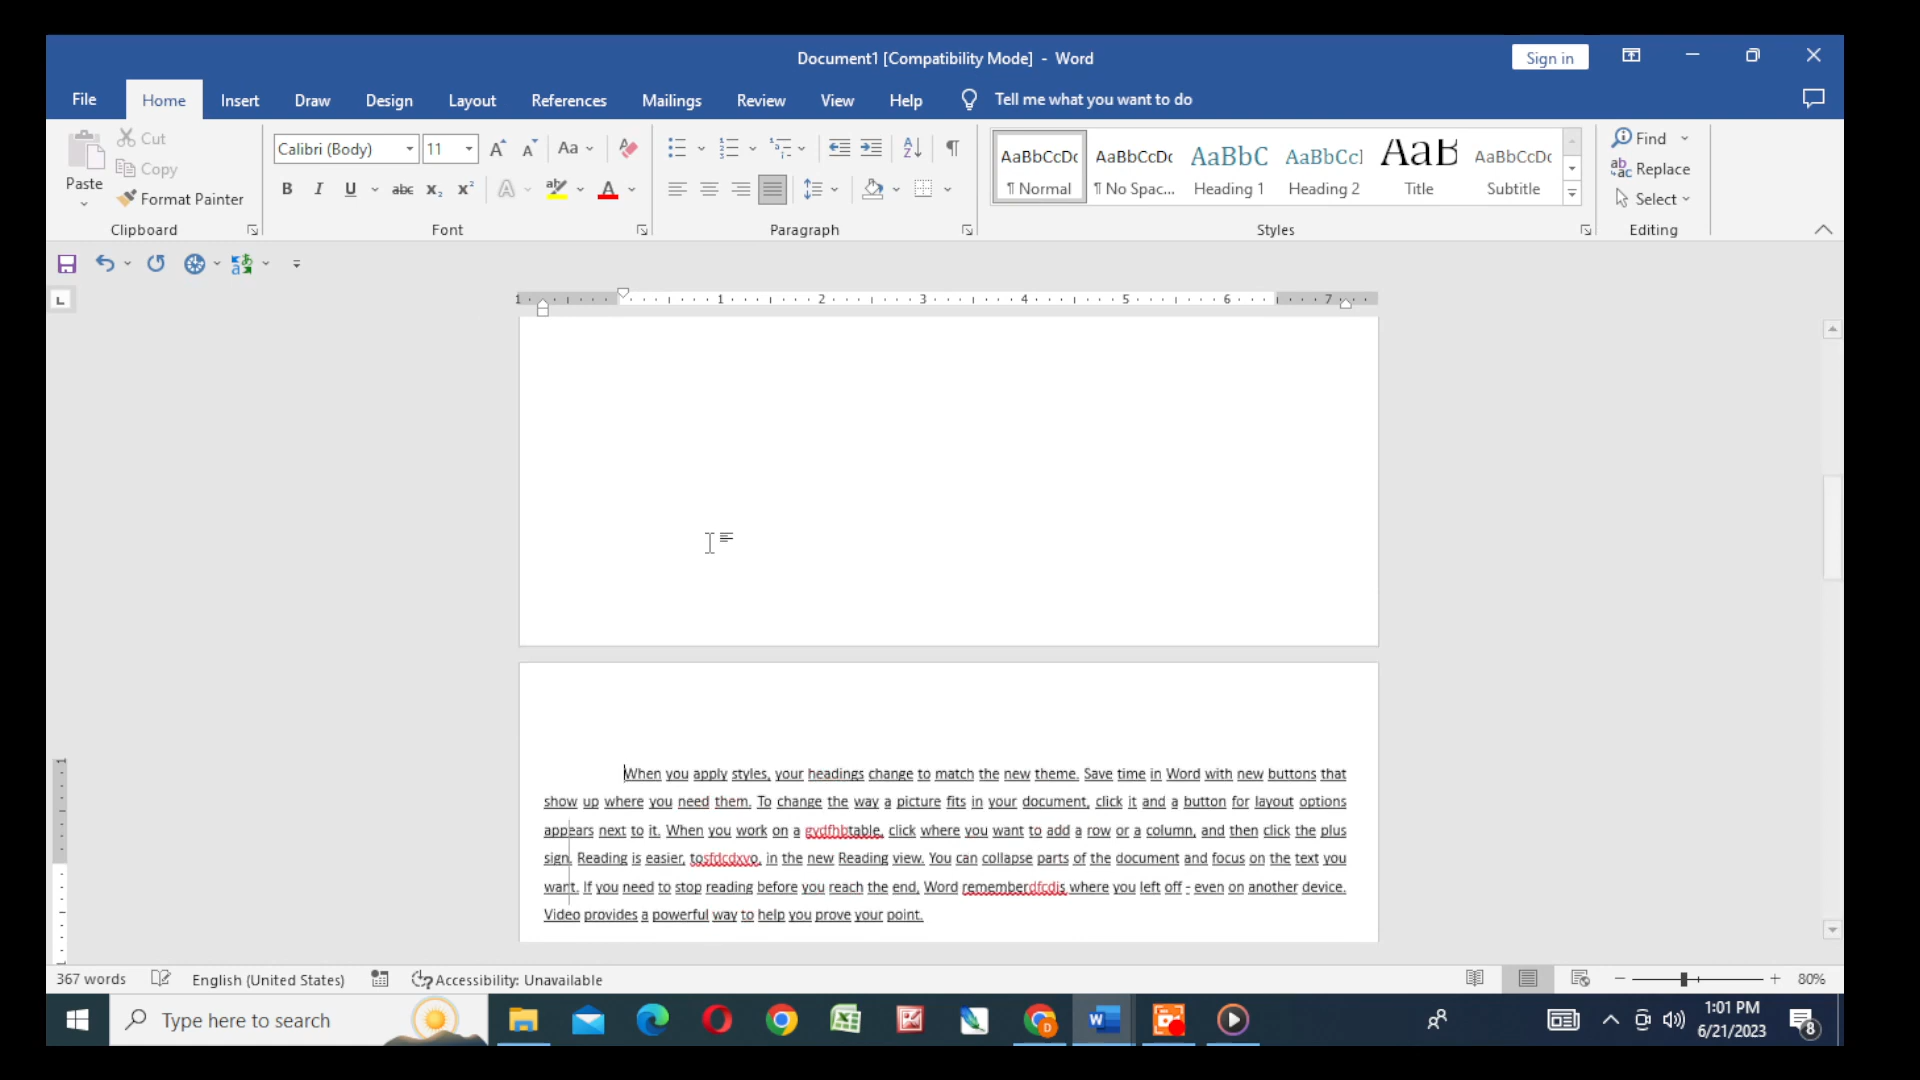 Document1 [Compatibility Mode] - Word
Sign in
File Home Insert Draw Design Layout References Mailings Review View Help Tell me what you want to do
Paste
Cut
Copy
Format Painter
Clipboard
Calibri (Body) 11
Font
Paragraph
AaBbCcDc AaBbCcDc AaBbC AaBbCcl AaB AaBbCcDc
¶ Normal ¶ No Spac... Heading 1 Heading 2 Title Subtitle
Styles
Find
Replace
Select
Editing
1 1 2 3 4 5 6 7
When you apply styles, your headings change to match the new theme. Save time in Word with new buttons that
show up where you need them. To change the way a picture fits in your document, click it and a button for layout options
appears next to it. When you work on a gvdfhbtable, click where you want to add a row or a column, and then click the plus
sign. Reading is easier, tosfdcdxvo, in the new Reading view. You can collapse parts of the document and focus on the text you
want. If you need to stop reading before you reach the end, Word rememberdfcdjs where you left off - even on another device.
Video provides a powerful way to help you prove your point.
367 words English (United States) Accessibility: Unavailable 80%
Type here to search
1:01 PM
6/21/2023
8